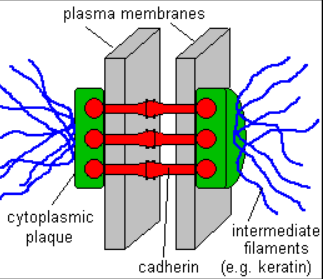 plasma membranes
cytoplasmic
plaque
cadherin
intermediate
filaments
(e.g. keratin)